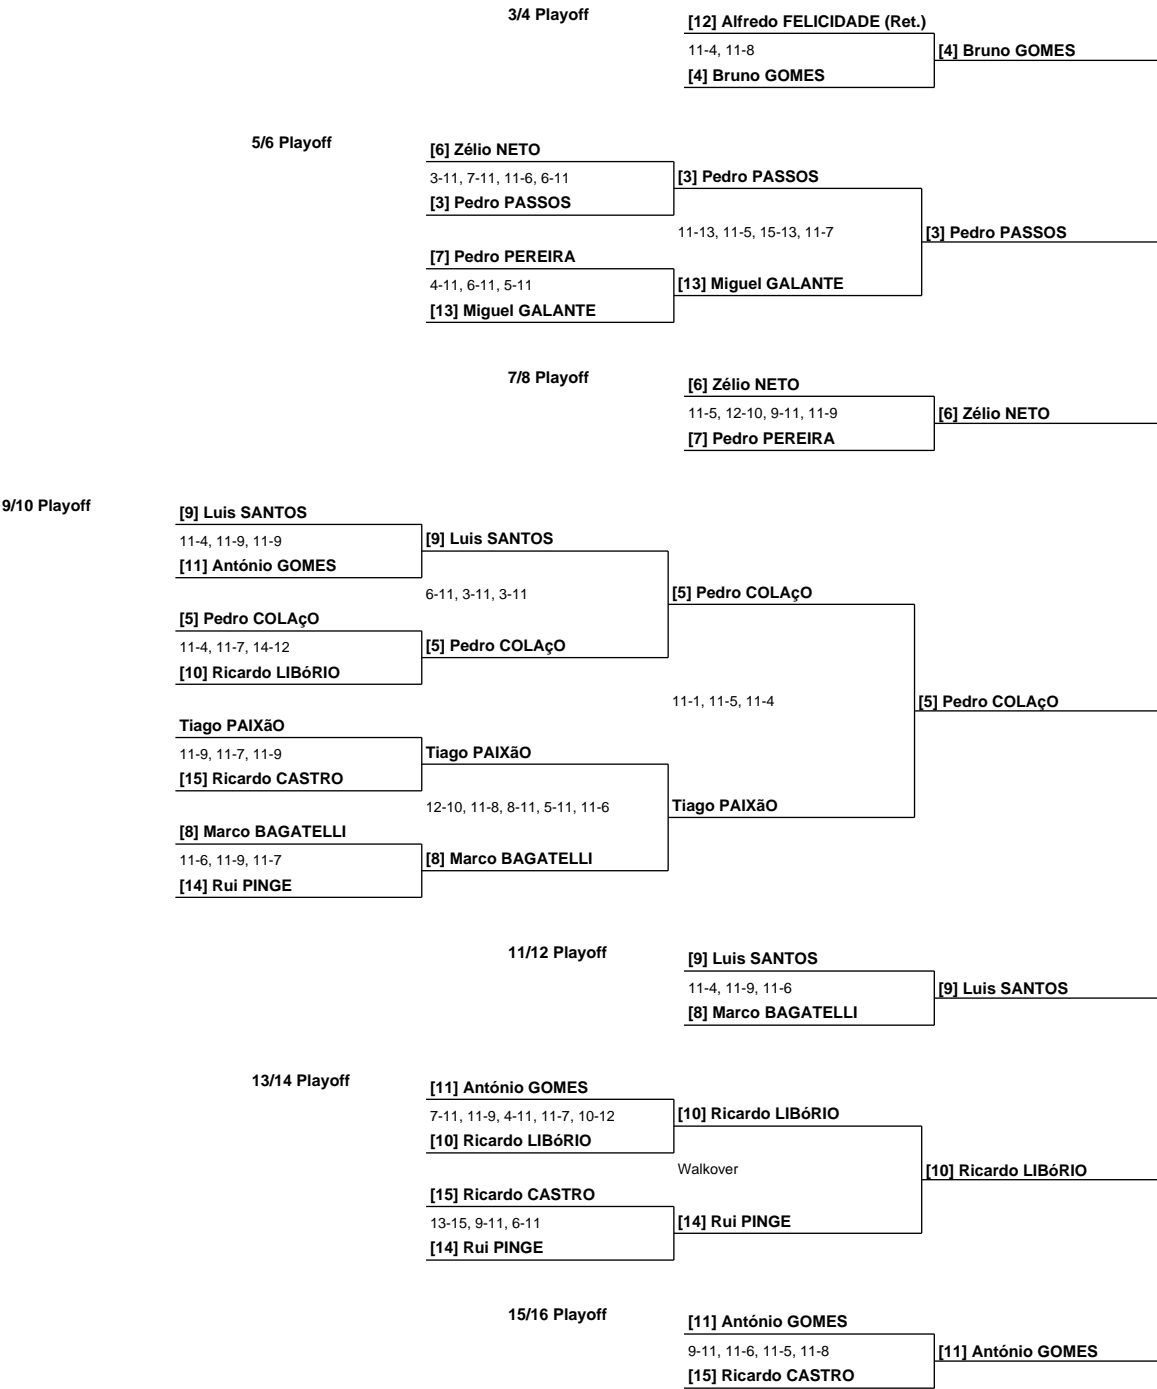 3/4 Playoff
[12] Alfredo FELICIDADE (Ret.)
11-4, 11-8
[4] Bruno GOMES
[4] Bruno GOMES
5/6 Playoff
[6] Zélio NETO
3-11, 7-11, 11-6, 6-11
[3] Pedro PASSOS
[3] Pedro PASSOS
11-13, 11-5, 15-13, 11-7
[3] Pedro PASSOS
[7] Pedro PEREIRA
4-11, 6-11, 5-11
[13] Miguel GALANTE
[13] Miguel GALANTE
7/8 Playoff
[6] Zélio NETO
11-5, 12-10, 9-11, 11-9
[6] Zélio NETO
[7] Pedro PEREIRA
9/10 Playoff
[9] Luis SANTOS
11-4, 11-9, 11-9
[9] Luis SANTOS
[11] António GOMES
6-11, 3-11, 3-11
[5] Pedro COLAçO
[5] Pedro COLAçO
11-4, 11-7, 14-12
[5] Pedro COLAçO
[10] Ricardo LIBóRIO
11-1, 11-5, 11-4
[5] Pedro COLAçO
Tiago PAIXãO
11-9, 11-7, 11-9
Tiago PAIXãO
[15] Ricardo CASTRO
12-10, 11-8, 8-11, 5-11, 11-6
Tiago PAIXãO
[8] Marco BAGATELLI
11-6, 11-9, 11-7
[8] Marco BAGATELLI
[14] Rui PINGE
11/12 Playoff
[9] Luis SANTOS
11-4, 11-9, 11-6
[9] Luis SANTOS
[8] Marco BAGATELLI
13/14 Playoff
[11] António GOMES
7-11, 11-9, 4-11, 11-7, 10-12
[10] Ricardo LIBóRIO
[10] Ricardo LIBóRIO
Walkover
[10] Ricardo LIBóRIO
[15] Ricardo CASTRO
13-15, 9-11, 6-11
[14] Rui PINGE
[14] Rui PINGE
15/16 Playoff
[11] António GOMES
9-11, 11-6, 11-5, 11-8
[11] António GOMES
[15] Ricardo CASTRO